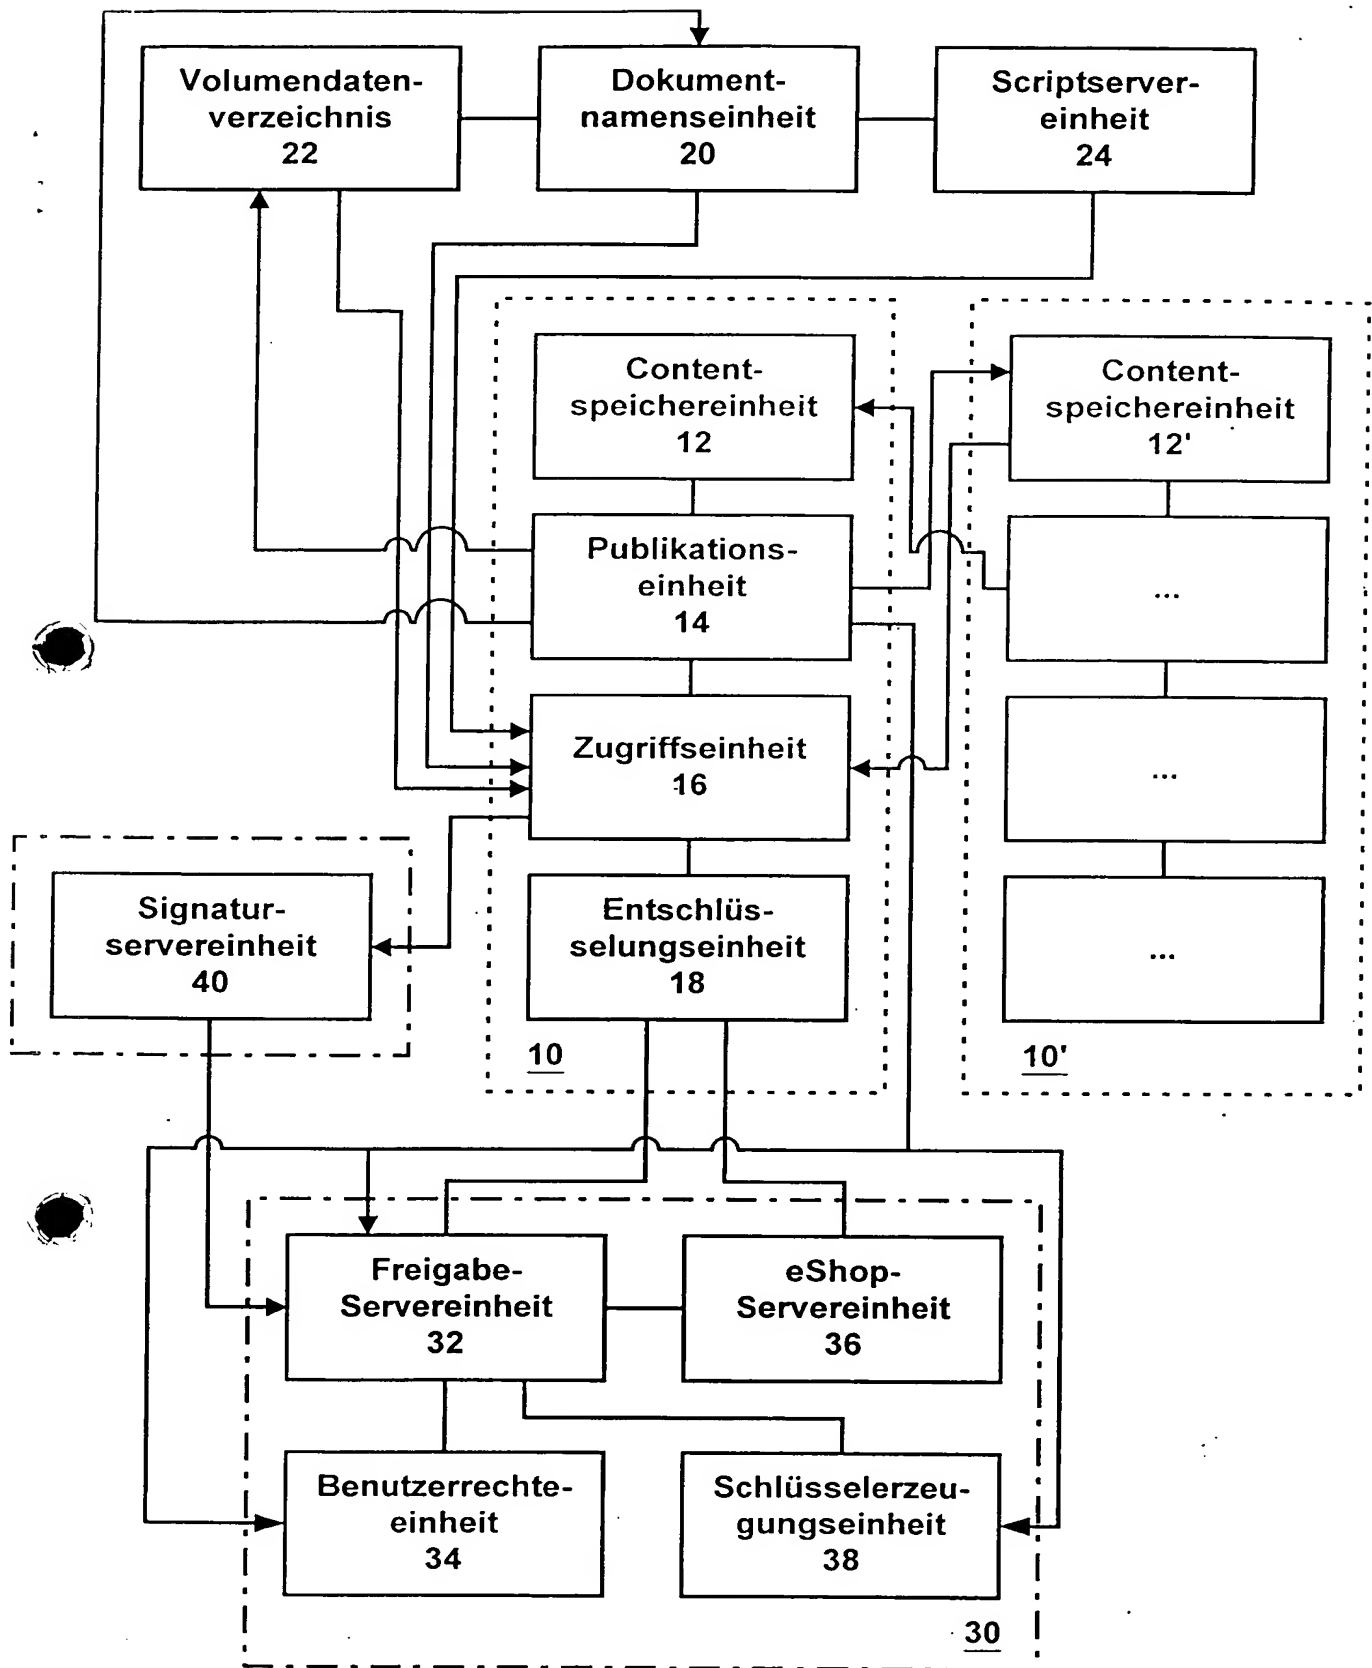 Volumendaten-
verzeichnis
22
Dokument-
namenseinheit
20
Scriptserver-
einheit
24
Content-
speichereinheit
12
Content-
speichereinheit
12'
Publikations-
einheit
14
...
Zugriffseinheit
16
...
Signatur-
servereinheit
40
Entschlüs-
selungseinheit
18
...
10
10'
Freigabe-
Servereinheit
32
eShop-
Servereinheit
36
Benutzerrechte-
einheit
34
Schlüsselerzeu-
gungseinheit
38
30